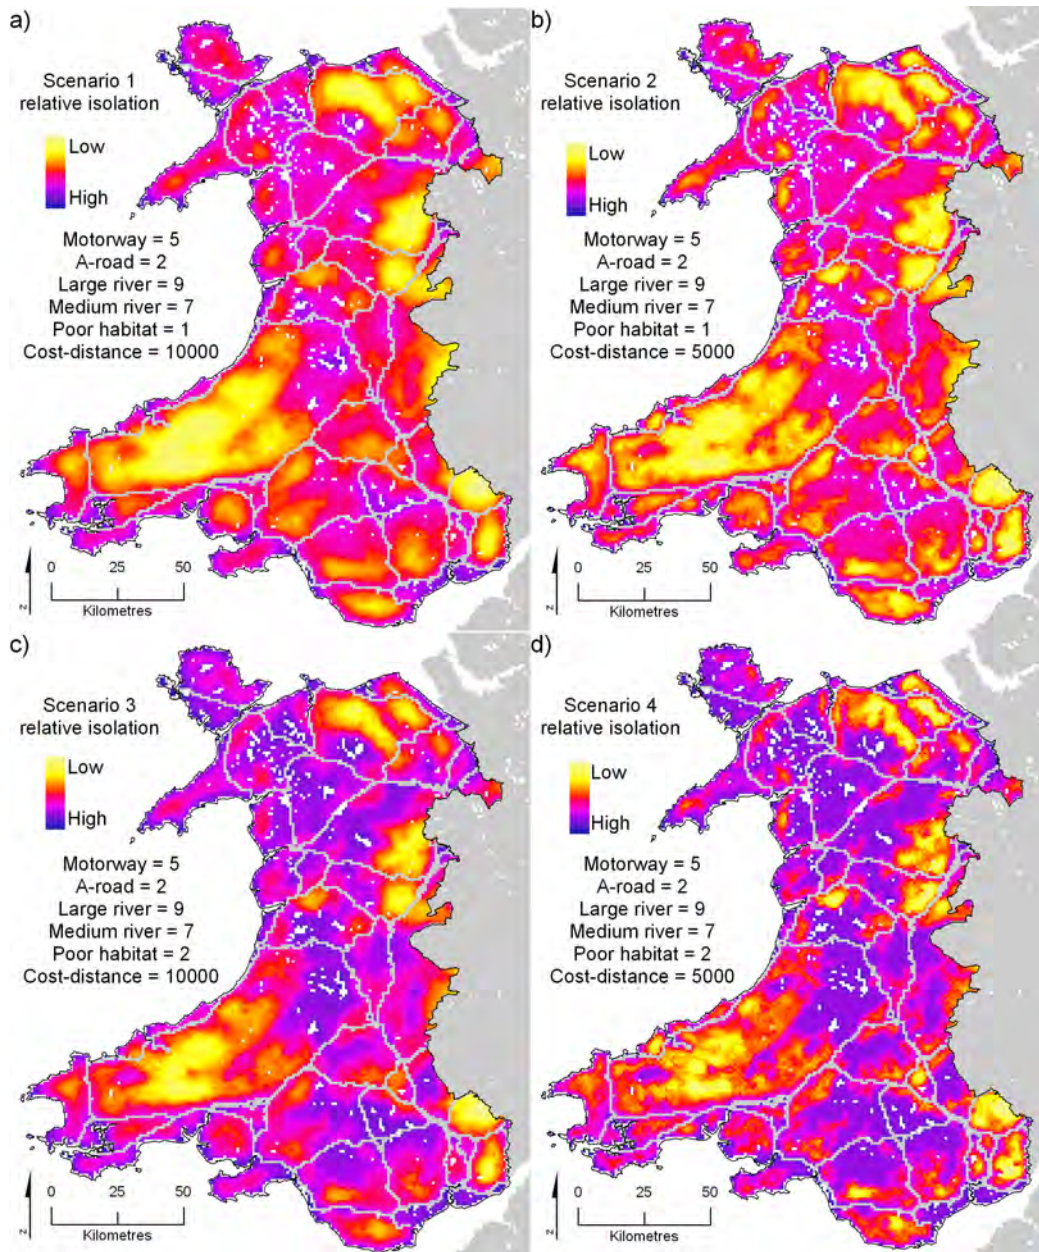 a)
Scenario 1
relative isolation
Low
High
Motorway = 5
A-road = 2
Large river = 9
Medium river = 7
Poor habitat = 1
Cost-distance = 10000
N
0 25 50
Kilometres
b)
Scenario 2
relative isolation
Low
High
Motorway = 5
A-road = 2
Large river = 9
Medium river = 7
Poor habitat = 1
Cost-distance = 5000
N
0 25 50
Kilometres
c)
Scenario 3
relative isolation
Low
High
Motorway = 5
A-road = 2
Large river = 9
Medium river = 7
Poor habitat = 2
Cost-distance = 10000
N
0 25 50
Kilometres
d)
Scenario 4
relative isolation
Low
High
Motorway = 5
A-road = 2
Large river = 9
Medium river = 7
Poor habitat = 2
Cost-distance = 5000
N
0 25 50
Kilometres